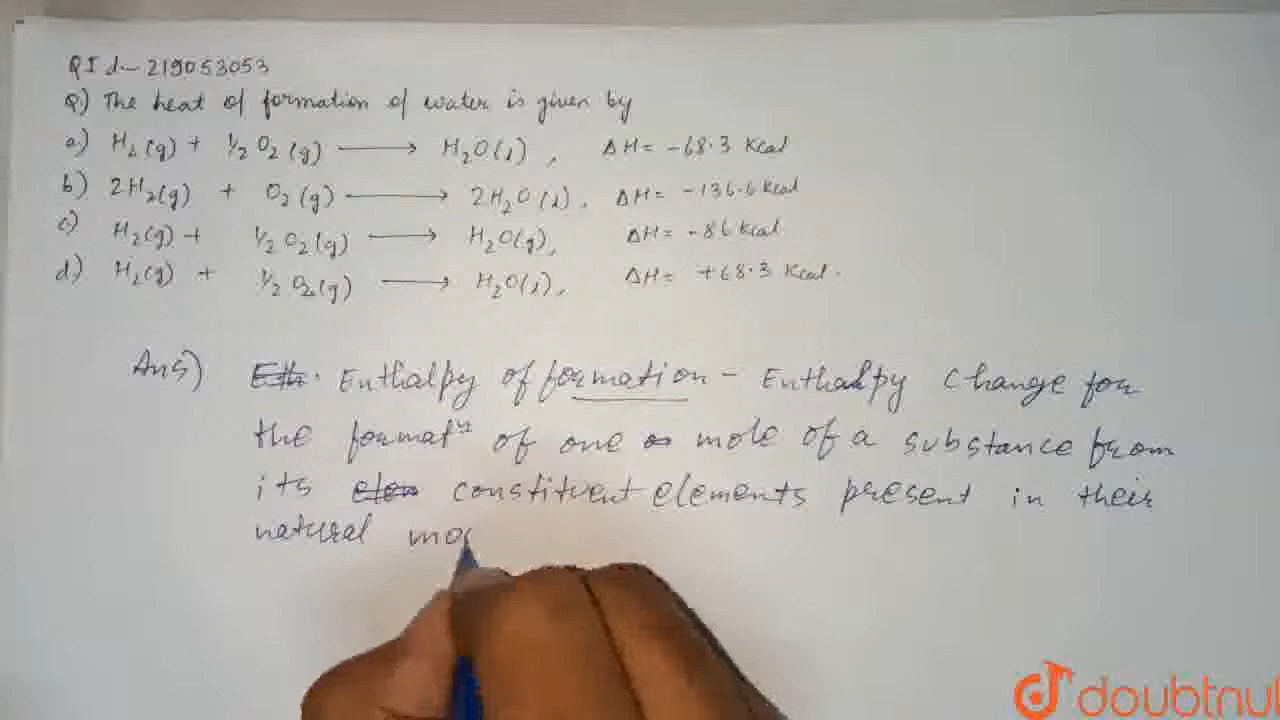 QId- 219053053
Q.) The heat of formation of water is given by
a.) H₂(g) + 1/2 O₂(g) ⟶ H₂O(l), ΔH = -68.3 Kcal
b) 2H₂(g) + O₂(g) ⟶ 2H₂O(l), ΔH = -136.6 Kcal
c) H₂(g) + 1/2 O₂(g) ⟶ H₂O(g), ΔH = -86 Kcal
d) H₂(g) + 1/2 O₂(g) ⟶ H₂O(l), ΔH = +68.3 Kcal.
Ans) Enthalpy of formation - Enthalpy change for
the formatⁿ of one mole of a substance from
its constituent elements present in their
natural mo
doubtnut